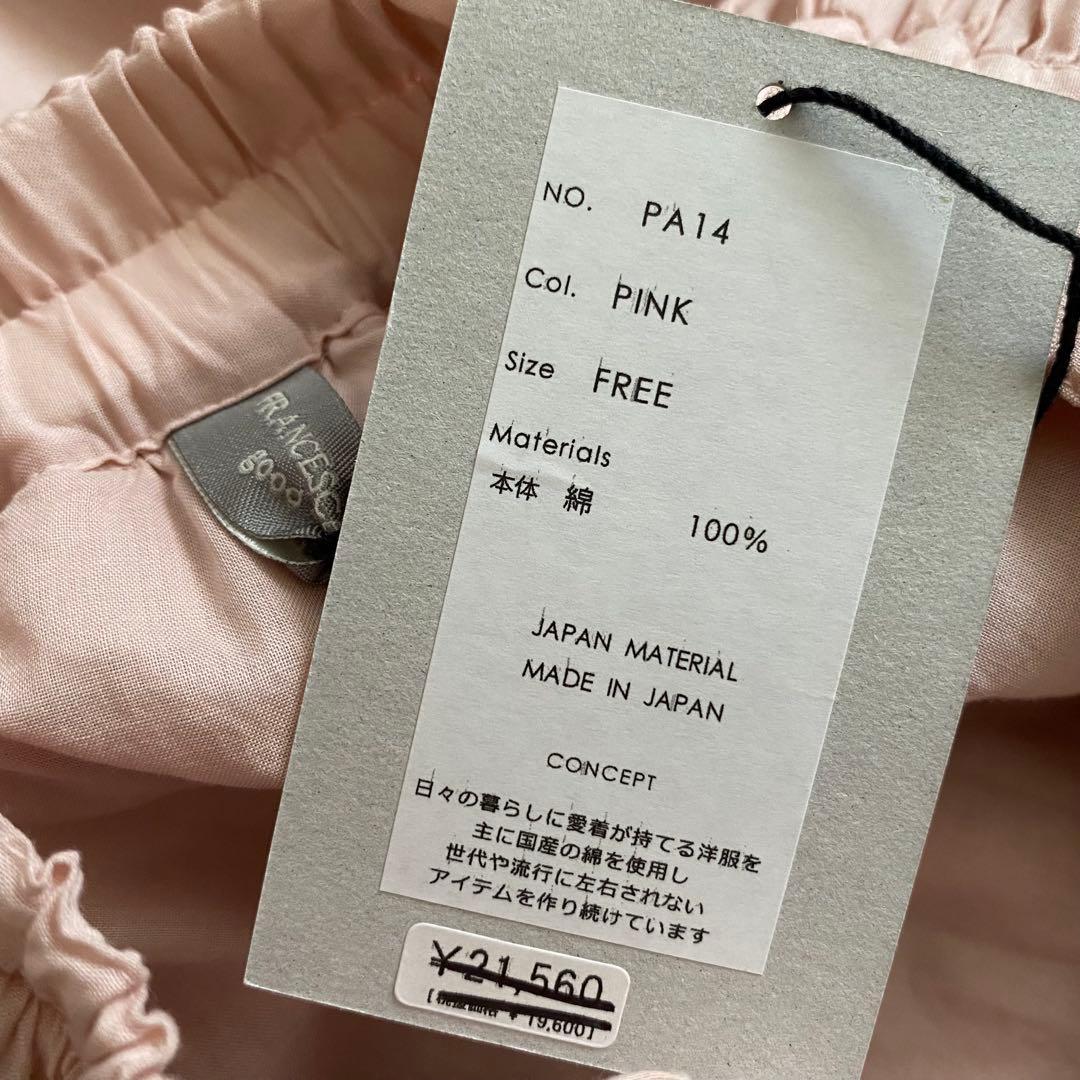 NO. PA14
Col. PINK
Size FREE
Materials
本体 綿 100%
JAPAN MATERIAL
MADE IN JAPAN
CONCEPT
日々の暮らしに愛着が持てる洋服を
主に国産の綿を使用し
世代や流行に左右されない
アイテムを作り続けています
¥21,560
¥19,600]
good